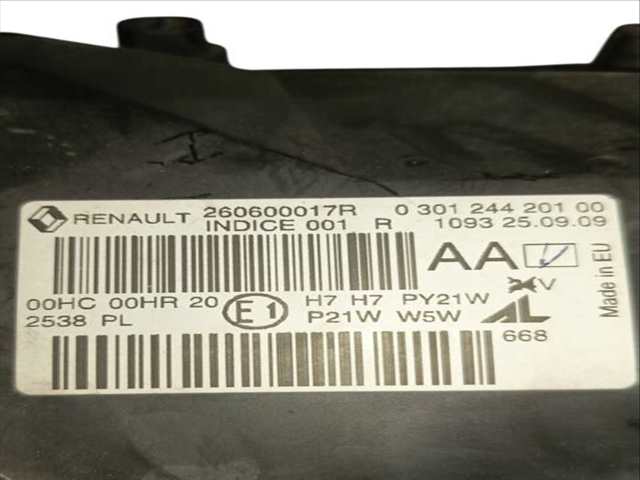 RENAULT 260600017R 0 301 244 201 00
INDICE 001 R 1093 25.09.09
AA
V
00HC 00HR 20 E1 H7 H7 PY21W AL
2538 PL P21W W5W
668
Made in EU